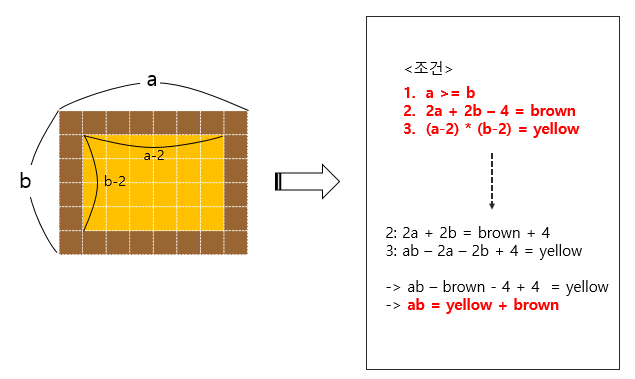 a
b
a-2
b-2
<조건>
1. a >= b
2. 2a + 2b – 4 = brown
3. (a-2) * (b-2) = yellow
2: 2a + 2b = brown + 4
3: ab – 2a – 2b + 4 = yellow
-> ab – brown - 4 + 4 = yellow
-> ab = yellow + brown